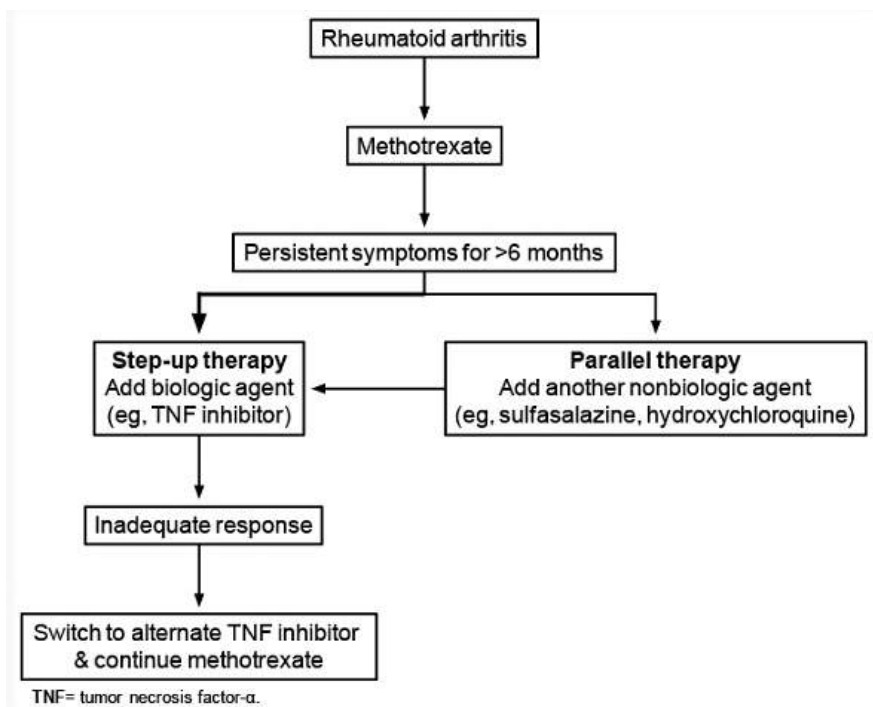 Rheumatoid arthritis
Methotrexate
Persistent symptoms for >6 months
Step-up therapy
Add biologic agent
(eg, TNF inhibitor)
Parallel therapy
Add another nonbiologic agent
(eg, sulfasalazine, hydroxychloroquine)
Inadequate response
Switch to alternate TNF inhibitor
& continue methotrexate
TNF= tumor necrosis factor-α.